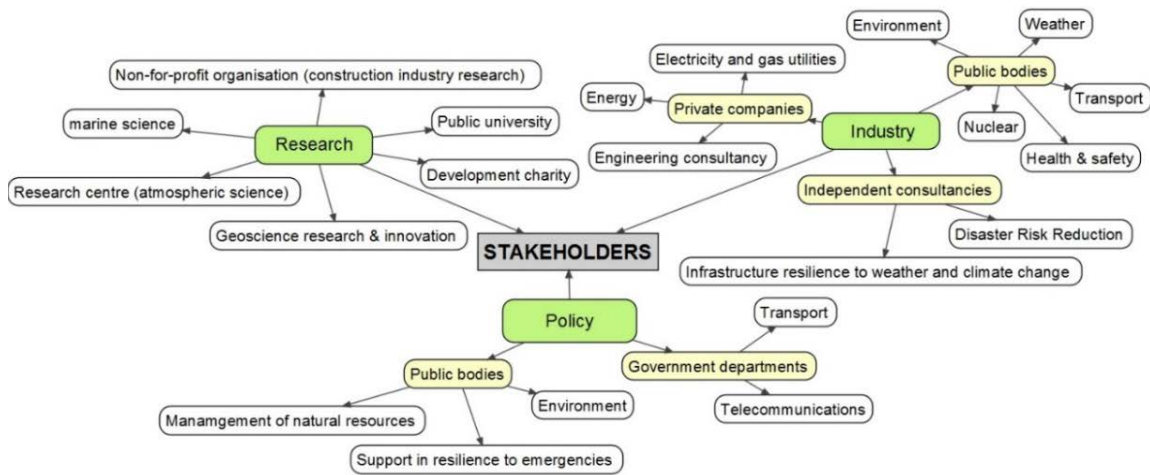 Environment
Weather
Electricity and gas utilities
Non-for-profit organisation (construction industry research)
Public bodies
Energy
Private companies
Transport
marine science
Public university
Industry
Nuclear
Research
Engineering consultancy
Health & safety
Development charity
Research centre (atmospheric science)
Independent consultancies
Geoscience research & innovation
Disaster Risk Reduction
STAKEHOLDERS
Infrastructure resilience to weather and climate change
Transport
Policy
Government departments
Public bodies
Environment
Telecommunications
Manamgement of natural resources
Support in resilience to emergencies